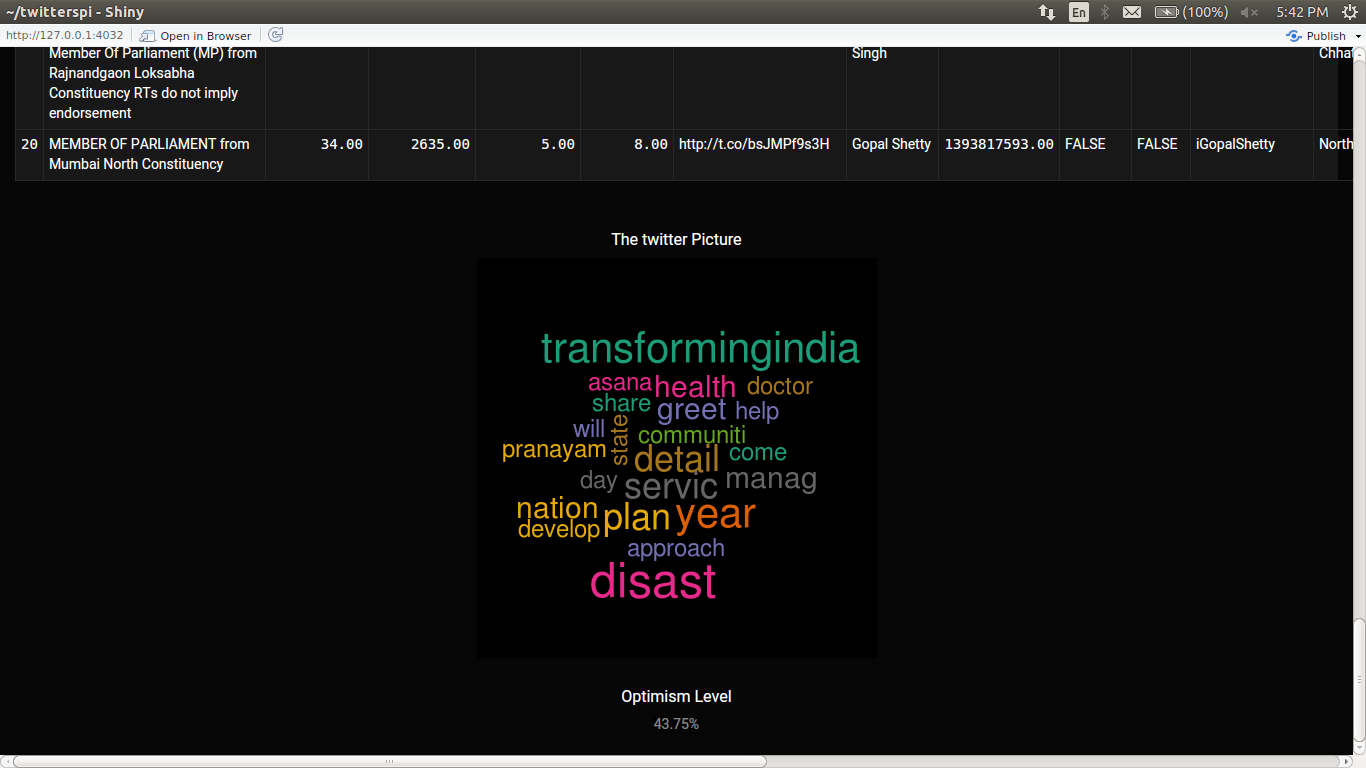 ~/twitterspi - Shiny
En
(100%)
5:42 PM
http://127.0.0.1:4032
Open in Browser
Publish
Member Of Parliament (MP) from
Rajnandgaon Loksabha
Constituency RTs do not imply
endorsement
Singh
20
MEMBER OF PARLIAMENT from
Mumbai North Constituency
34.00
2635.00
5.00
8.00
http://t.co/bsJMPf9s3H
Gopal Shetty
1393817593.00
FALSE
FALSE
iGopalShetty
North
The twitter Picture
transformingindia
asana
health
doctor
share
greet
help
will
state
communiti
pranayam
detail
come
day
servic
manag
nation
plan
year
develop
approach
disast
Optimism Level
43.75%